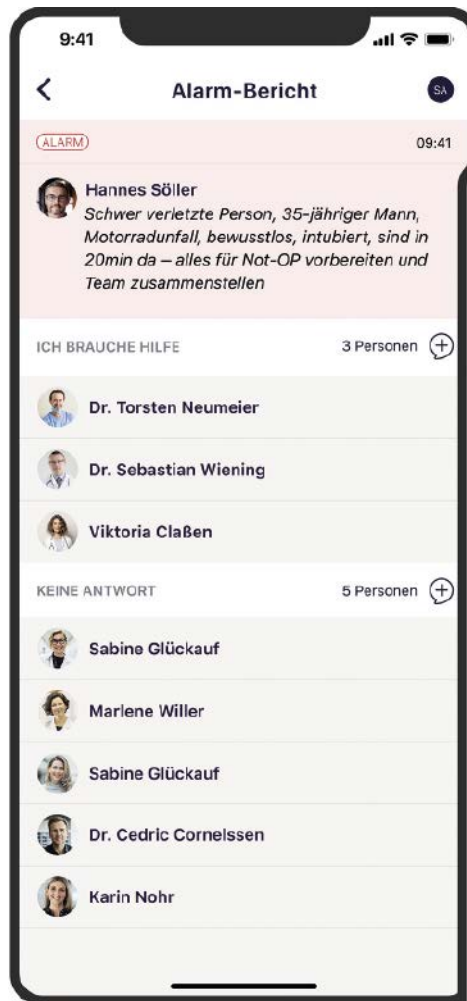 9:41
Alarm-Bericht
SA
ALARM
09:41
Hannes Söller
Schwer verletzte Person, 35-jähriger Mann,
Motorradunfall, bewusstlos, intubiert, sind in
20min da – alles für Not-OP vorbereiten und
Team zusammenstellen
ICH BRAUCHE HILFE 3 Personen
Dr. Torsten Neumeier
Dr. Sebastian Wiening
Viktoria Claßen
KEINE ANTWORT 5 Personen
Sabine Glückauf
Marlene Willer
Sabine Glückauf
Dr. Cedric Cornelssen
Karin Nohr